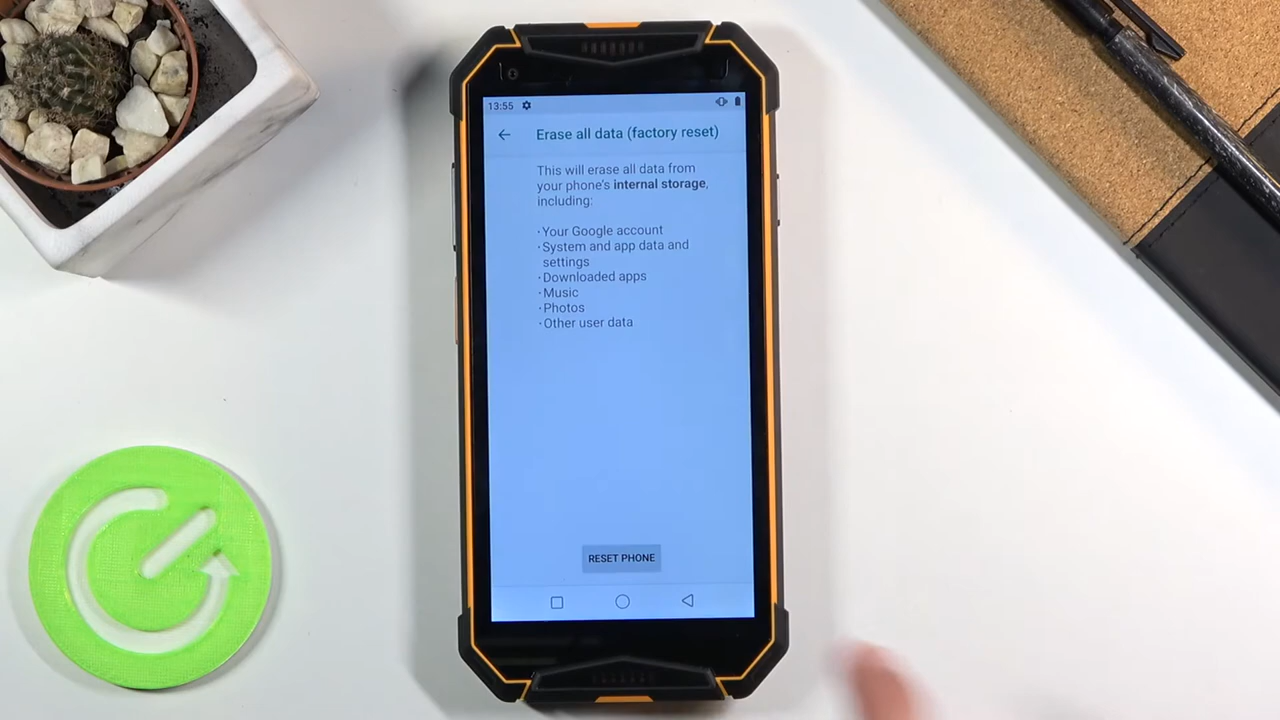 13:55
Erase all data (factory reset)
This will erase all data from
your phone's internal storage,
including:
·Your Google account
·System and app data and
settings
·Downloaded apps
·Music
·Photos
·Other user data
RESET PHONE